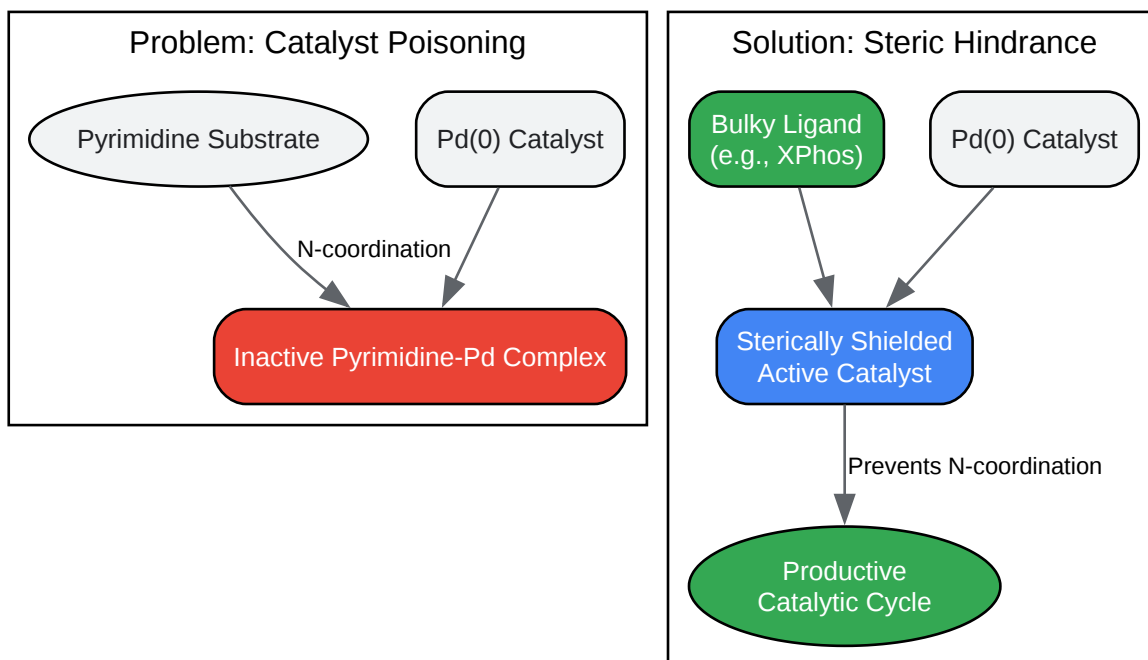 Problem: Catalyst Poisoning
Pyrimidine Substrate
Pd(0) Catalyst
N-coordination
Inactive Pyrimidine-Pd Complex
Solution: Steric Hindrance
Bulky Ligand
(e.g., XPhos)
Pd(0) Catalyst
Sterically Shielded
Active Catalyst
Prevents N-coordination
Productive
Catalytic Cycle